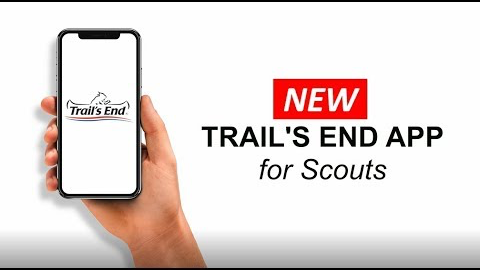 Trail's End
NEW
TRAIL'S END APP
for Scouts